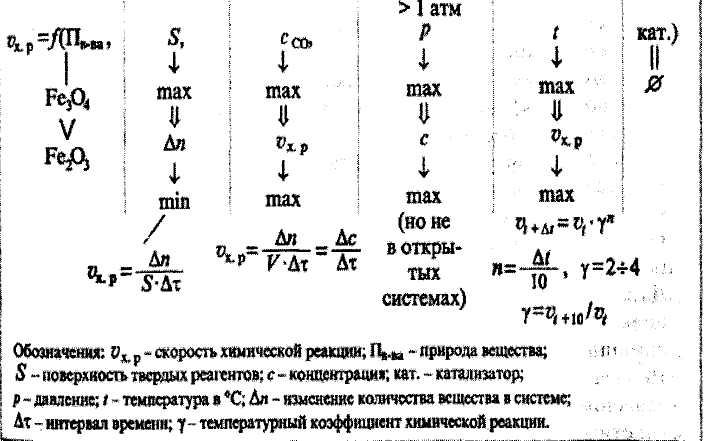 > 1 атм
υх. р =f(Пв-ва, S, cCO, p t кат.)
↓ ↓ ↓ ↓ ||
Fe₃O₄ max max max max ∅
V ⇓ ⇓ ⇓ ⇓
Fe₂O₃ Δn υх. р c υх. р
↓ ↓ ↓ ↓
min max max max
(но не υt + Δt = υt · γⁿ
υх. р = Δn / S·Δτ υх. р = Δn / V·Δτ = Δc / Δτ в откры- n = Δt / 10 , γ=2÷4
тых
системах) γ=υt +10/υt
Обозначения: υх. р – скорость химической реакции; Пв-ва – природа вещества;
S – поверхность твердых реагентов; c – концентрация; кат. – катализатор;
p – давление; t – температура в °C; Δn – изменение количества вещества в системе;
Δτ – интервал времени; γ – температурный коэффициент химической реакции.